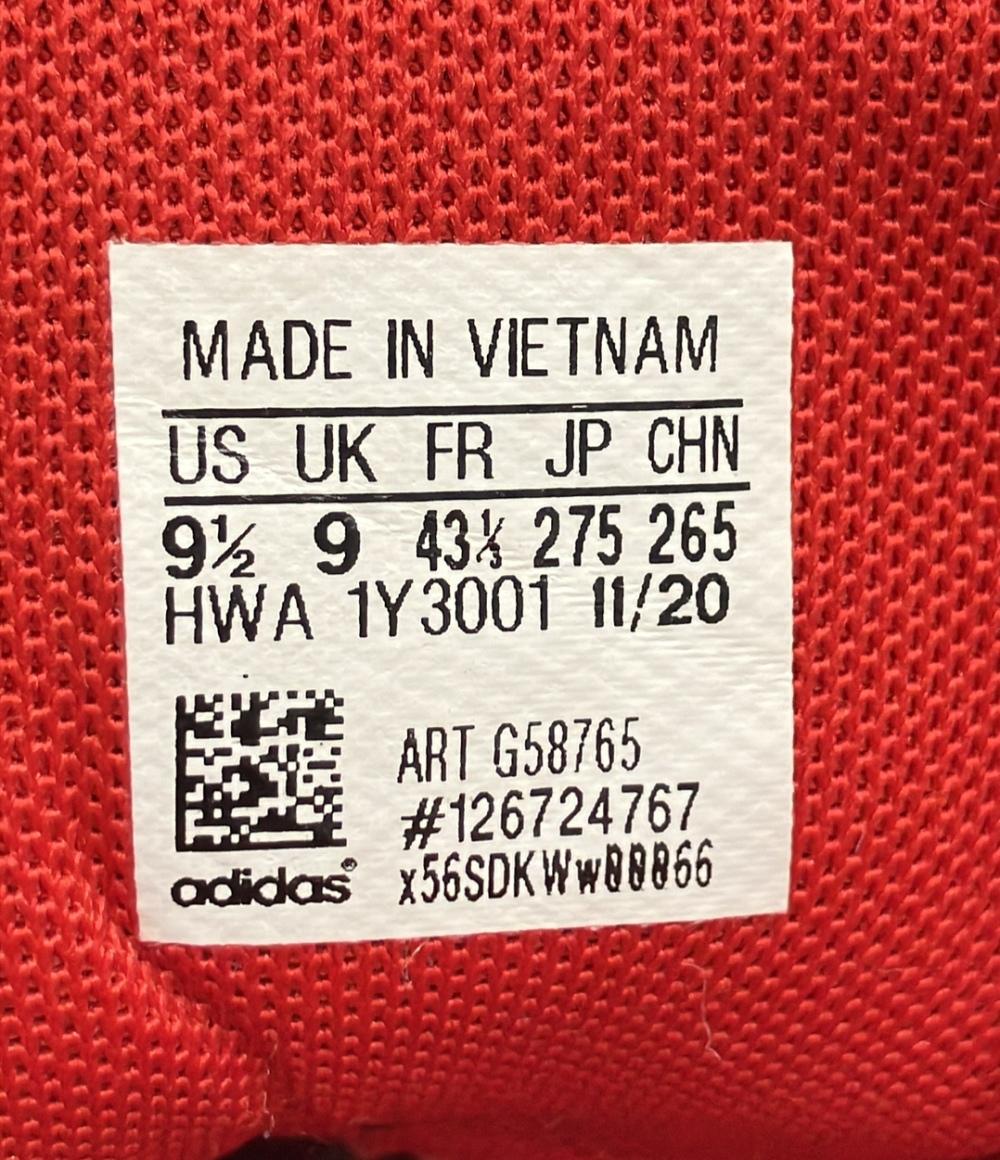 MADE IN VIETNAM
US UK FR JP CHN
9½ 9 43⅓ 275 265
HWA 1Y3001 11/20
ART G58765
#126724767
x56SDKWw00066
adidas®